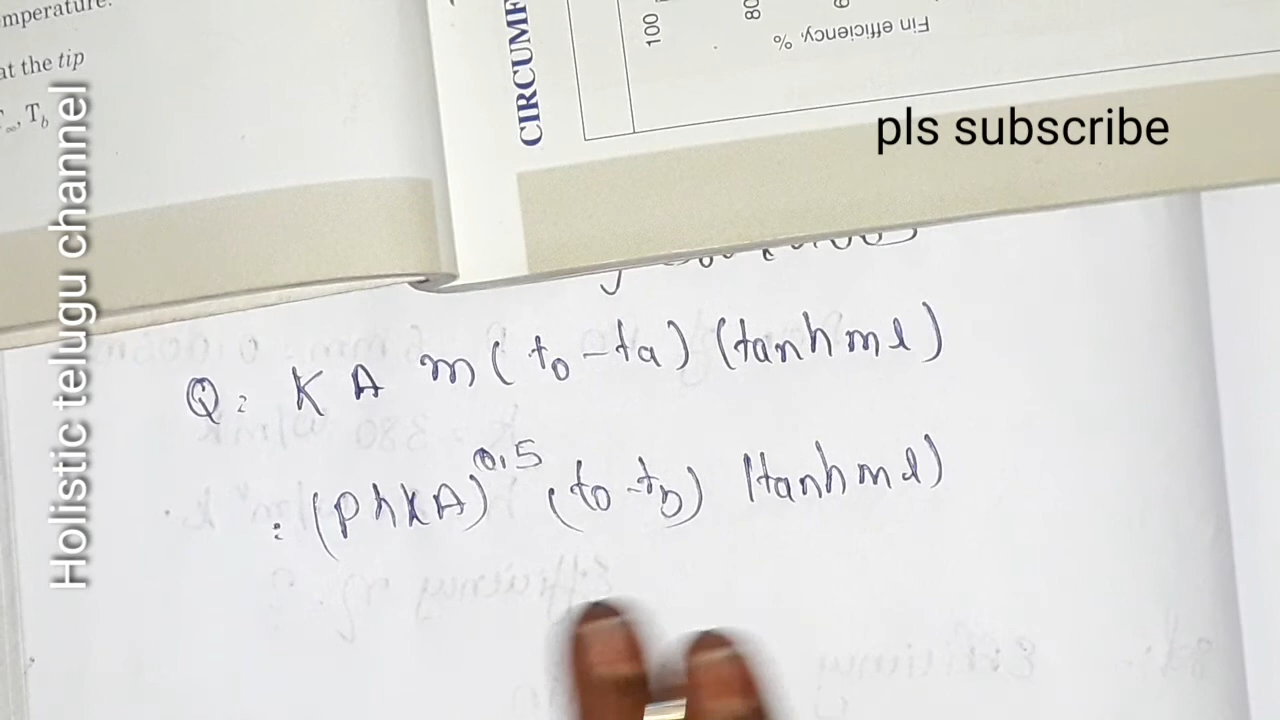 mperature.
at the tip
T∞, Tb
CIRCUMF
100
80
Fin efficiency, %
pls subscribe
Holistic telugu channel
Q: K A m (to - ta) (tanh ml)
: (PhKA)^0.5 (to - tb) (tanh ml)